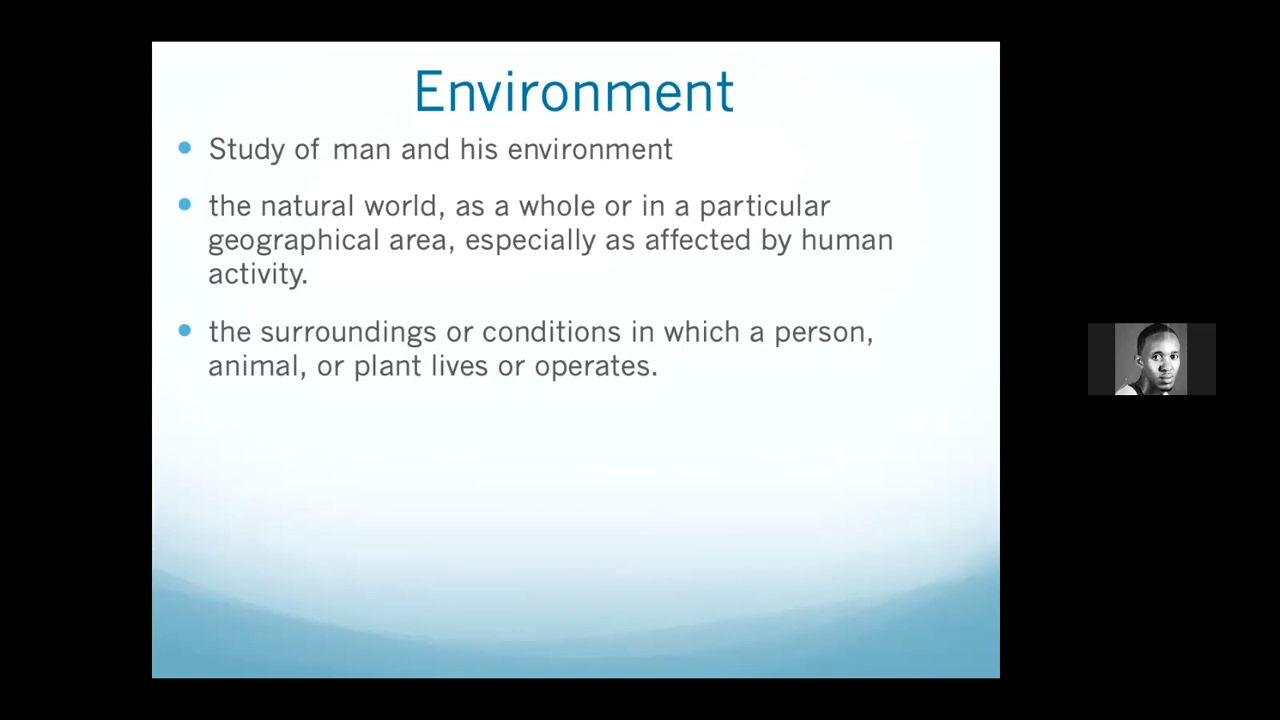 Environment
Study of man and his environment
the natural world, as a whole or in a particular
geographical area, especially as affected by human
activity.
the surroundings or conditions in which a person,
animal, or plant lives or operates.